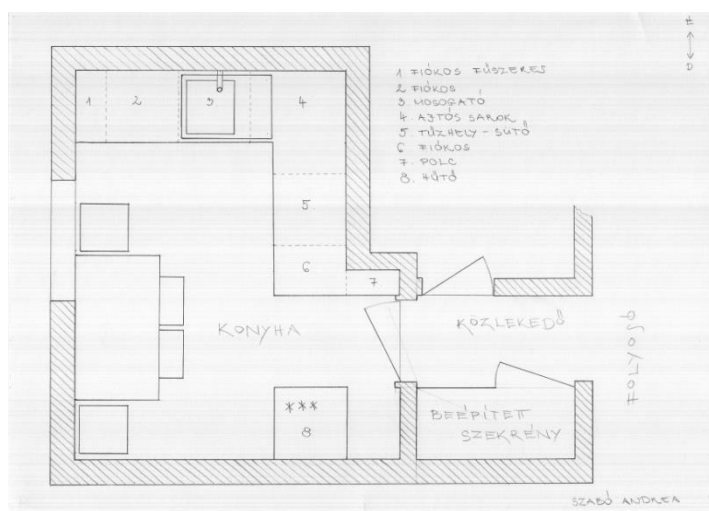 É
D
1 FIÓKOS FŰSZERES
2 FIÓKOS
3 MOSOGATÓ
4. AJTÓS SAROK
5. TŰZHELY - SÜTŐ
6 FIÓKOS
7. POLC
8. HŰTŐ
1
2
3
4
5.
6
7
KONYHA
KÖZLEKEDŐ
FOLYOSÓ
***
8
BEÉPÍTETT
SZEKRÉNY
SZABÓ ANDREA